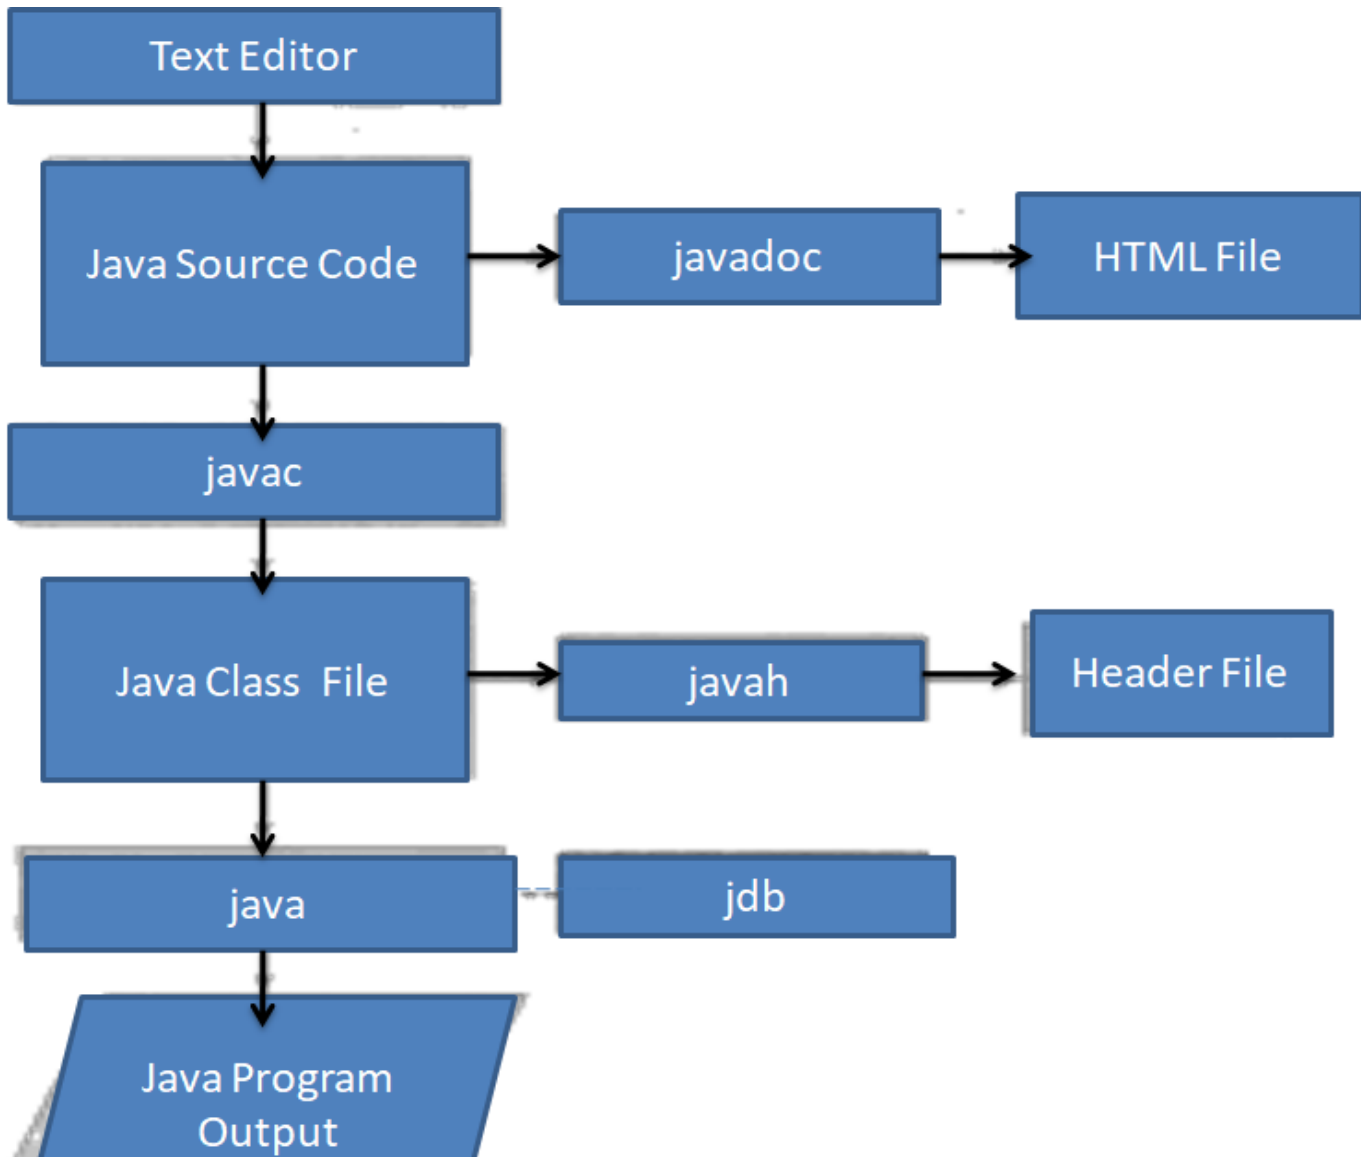 Text Editor
Java Source Code
javadoc
HTML File
javac
Java Class File
javah
Header File
java
jdb
Java Program
Output